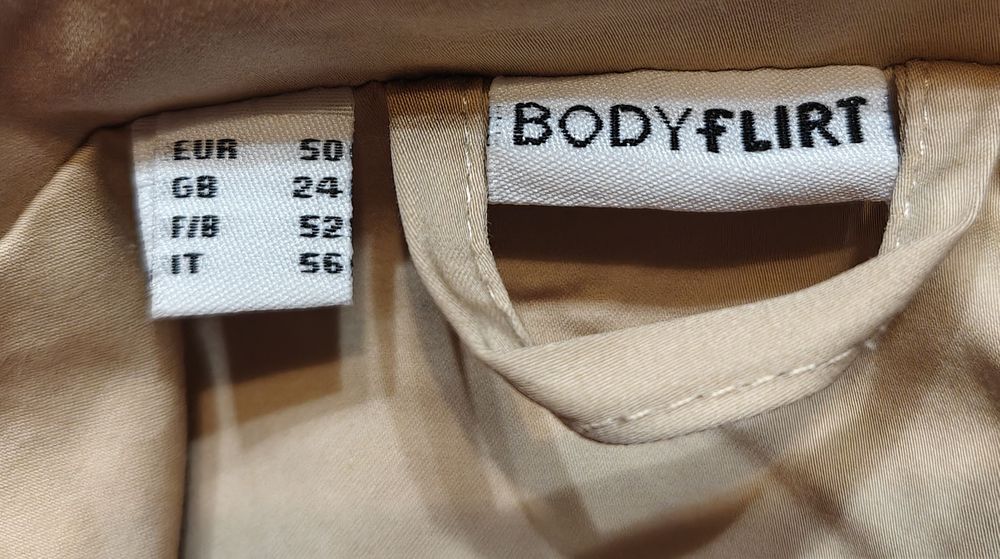 EUR 50
GB 24
F/B 52
IT 56
BODYFLIRT